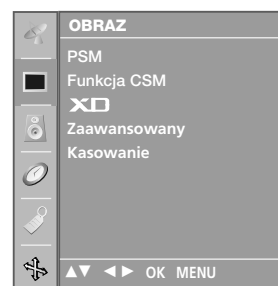 OBRAZ
PSM
Funkcja CSM
XD
Zaawansowany
Kasowanie
▲▼ ◄► OK MENU